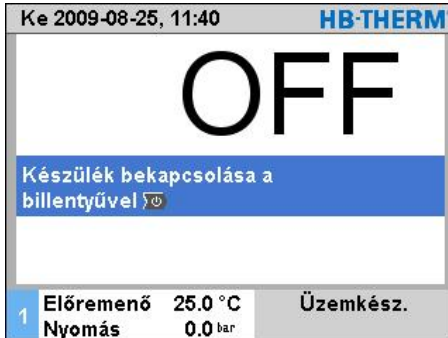 Ke 2009-08-25, 11:40 HB-THERM
OFF
Készülék bekapcsolása a
billentyűvel
1 Előremenő 25.0 °C Üzemkész.
Nyomás 0.0 bar